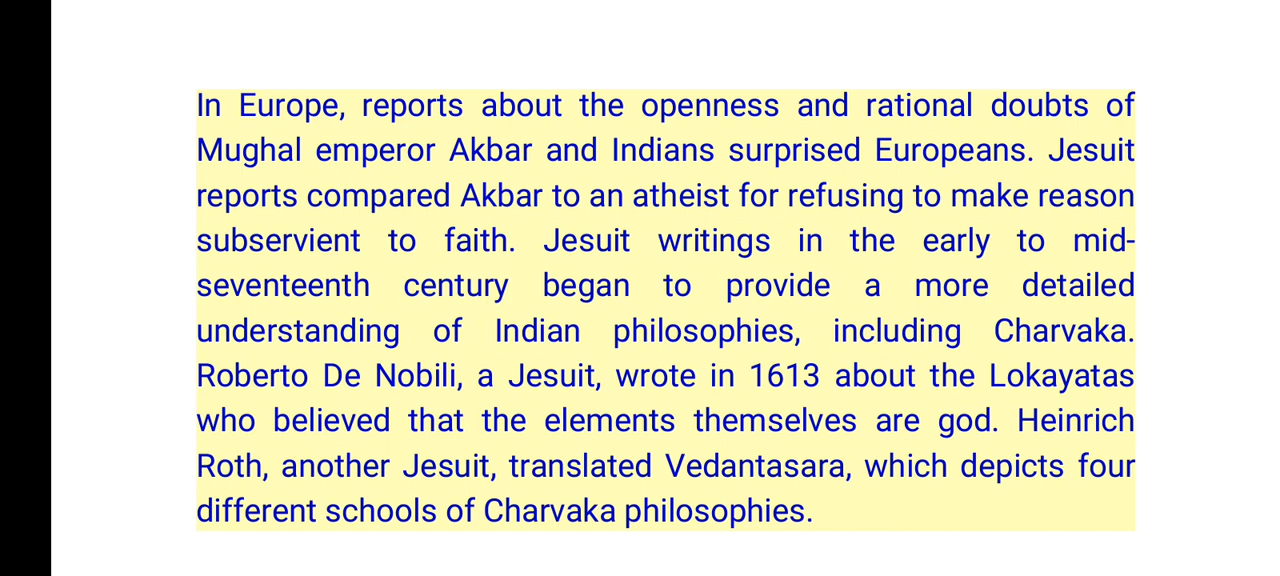 In Europe, reports about the openness and rational doubts of
Mughal emperor Akbar and Indians surprised Europeans. Jesuit
reports compared Akbar to an atheist for refusing to make reason
subservient to faith. Jesuit writings in the early to mid-
seventeenth century began to provide a more detailed
understanding of Indian philosophies, including Charvaka.
Roberto De Nobili, a Jesuit, wrote in 1613 about the Lokayatas
who believed that the elements themselves are god. Heinrich
Roth, another Jesuit, translated Vedantasara, which depicts four
different schools of Charvaka philosophies.